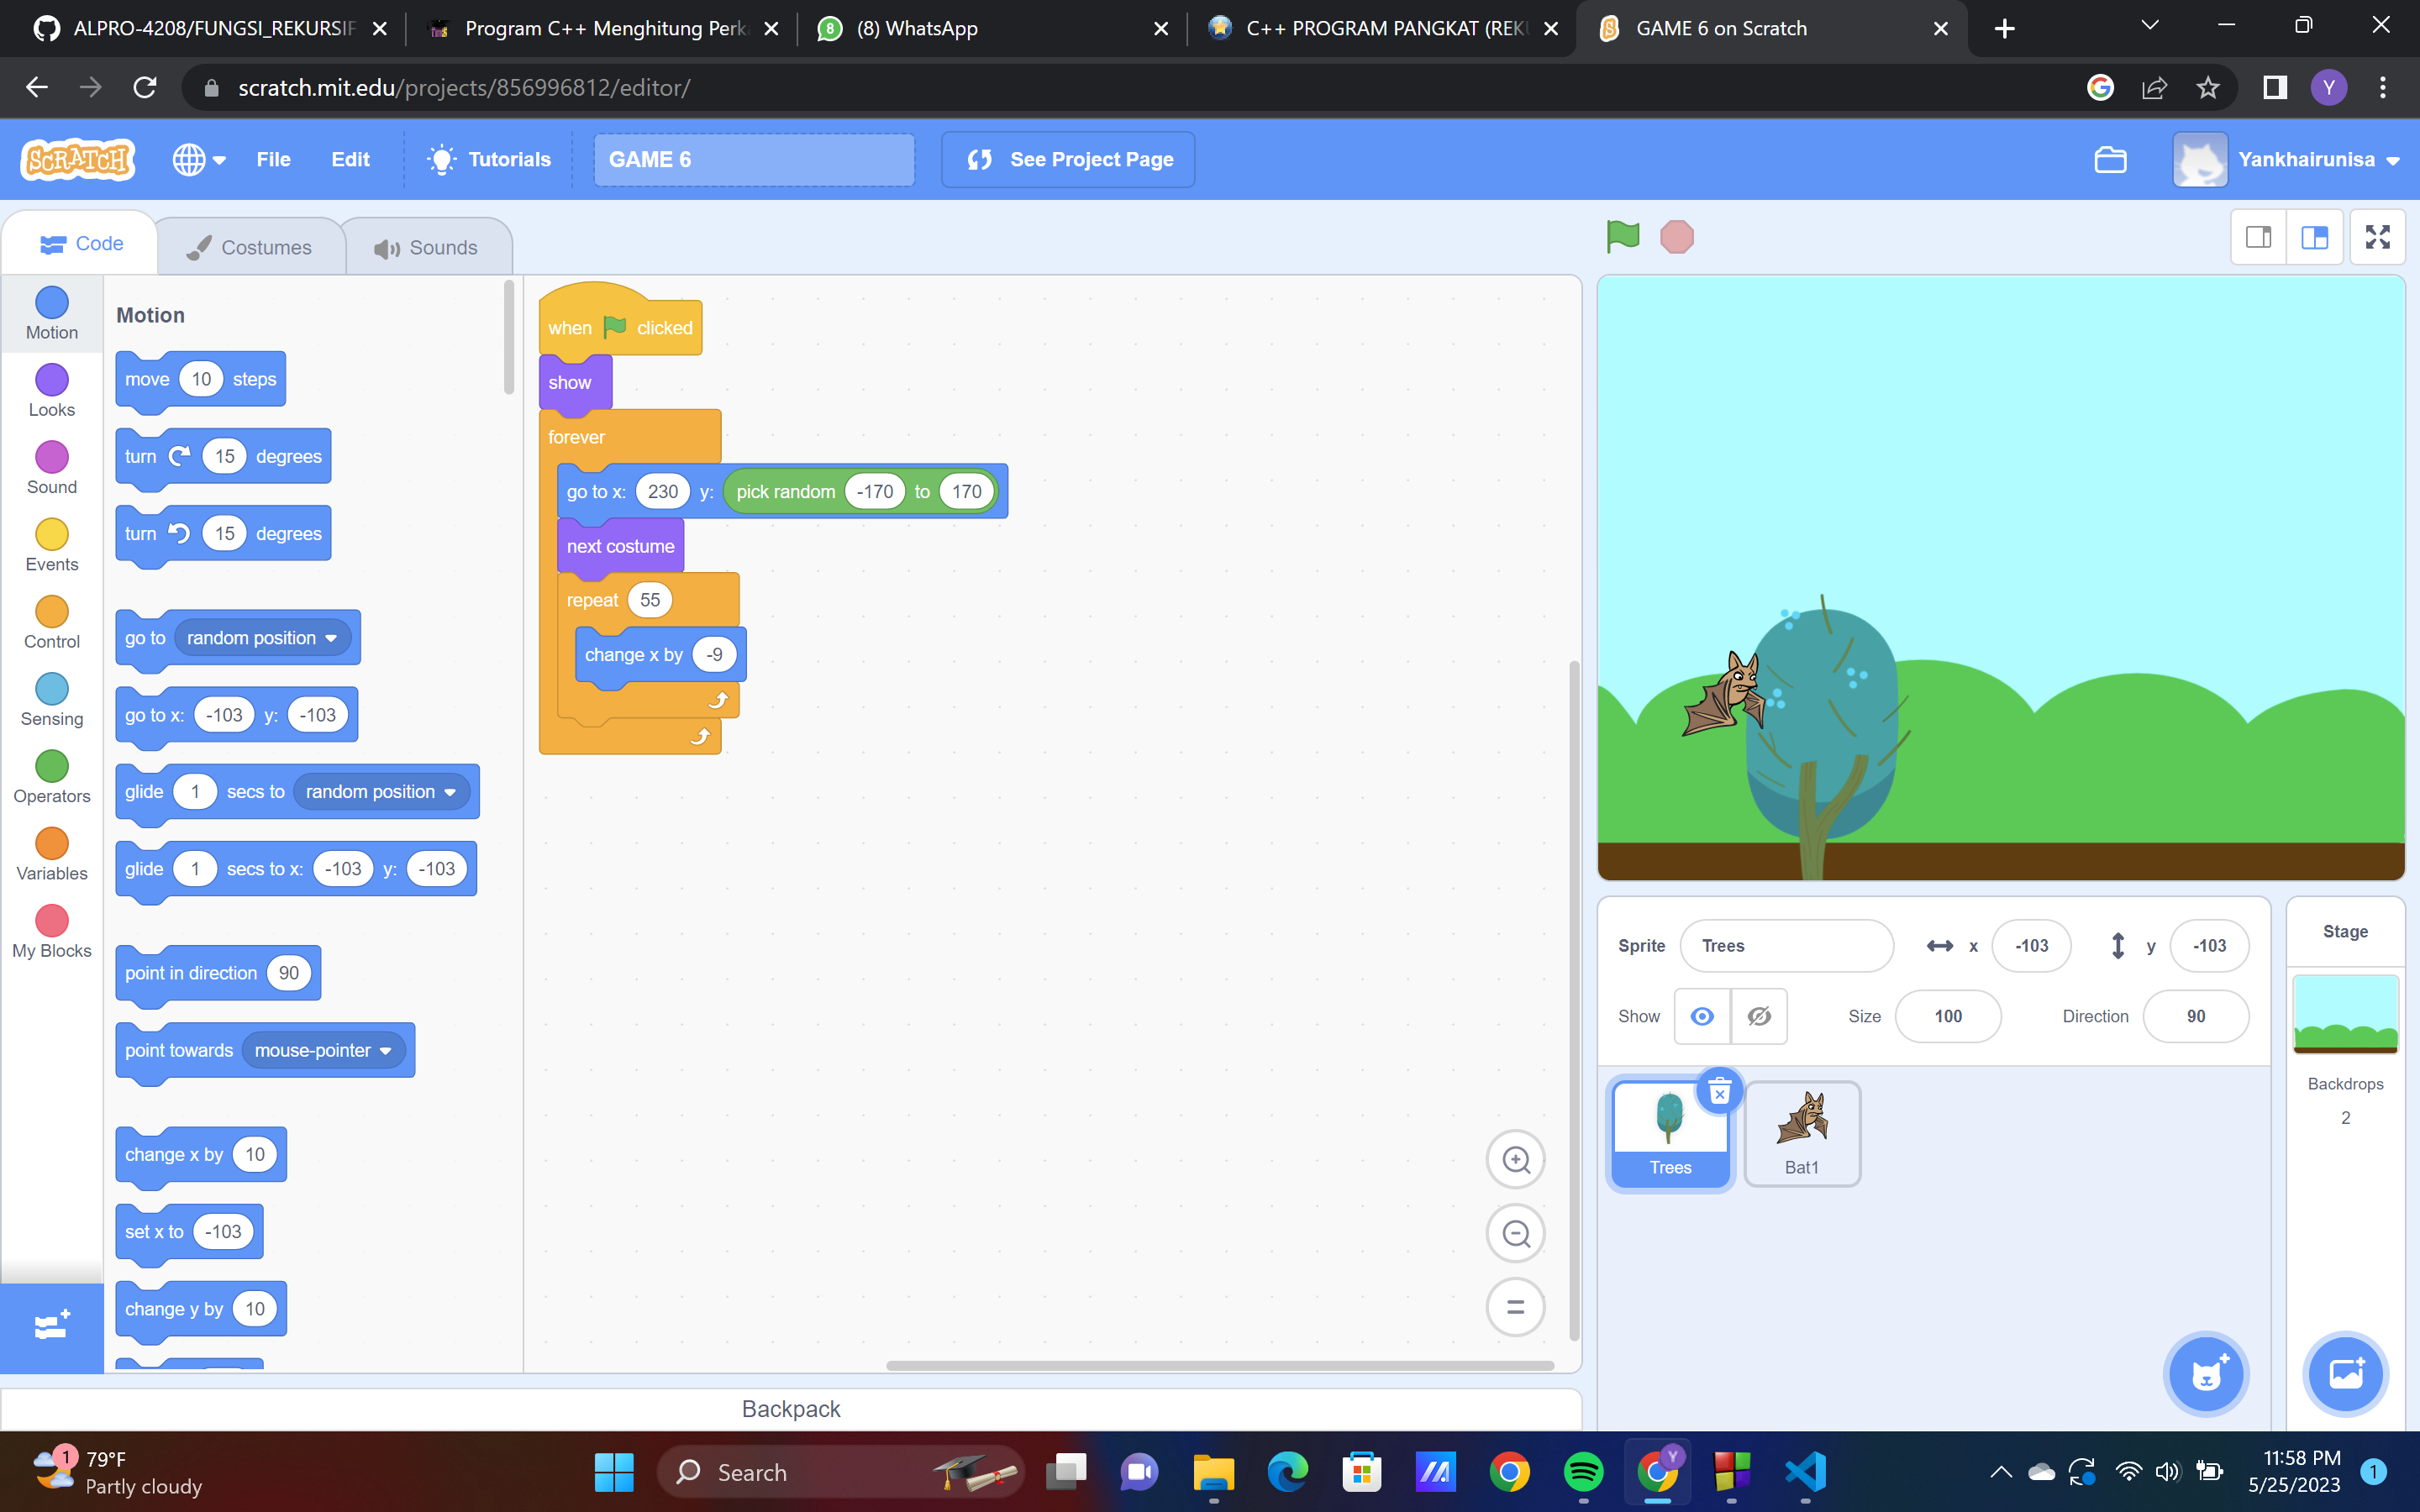 ALPRO-4208/FUNGSI_REKURSIF
Program C++ Menghitung Perk
8
(8) WhatsApp
C++ PROGRAM PANGKAT (REKU
GAME 6 on Scratch
scratch.mit.edu/projects/856996812/editor/
Y
SCRATCH
File
Edit
Tutorials
GAME 6
See Project Page
Yankhairunisa
Code
Costumes
Sounds
Motion
Looks
Sound
Events
Control
Sensing
Operators
Variables
My Blocks
Motion
move 10 steps
turn 15 degrees
turn 15 degrees
go to random position
go to x: -103 y: -103
glide 1 secs to random position
glide 1 secs to x: -103 y: -103
point in direction 90
point towards mouse-pointer
change x by 10
set x to -103
change y by 10
when clicked
show
forever
go to x: 230 y: pick random -170 to 170
next costume
repeat 55
change x by -9
Backpack
Sprite Trees x -103 y -103
Show Size 100 Direction 90
Trees
Bat1
Stage
Backdrops
2
1
79°F
Partly cloudy
Search
Y
11:58 PM
5/25/2023
1